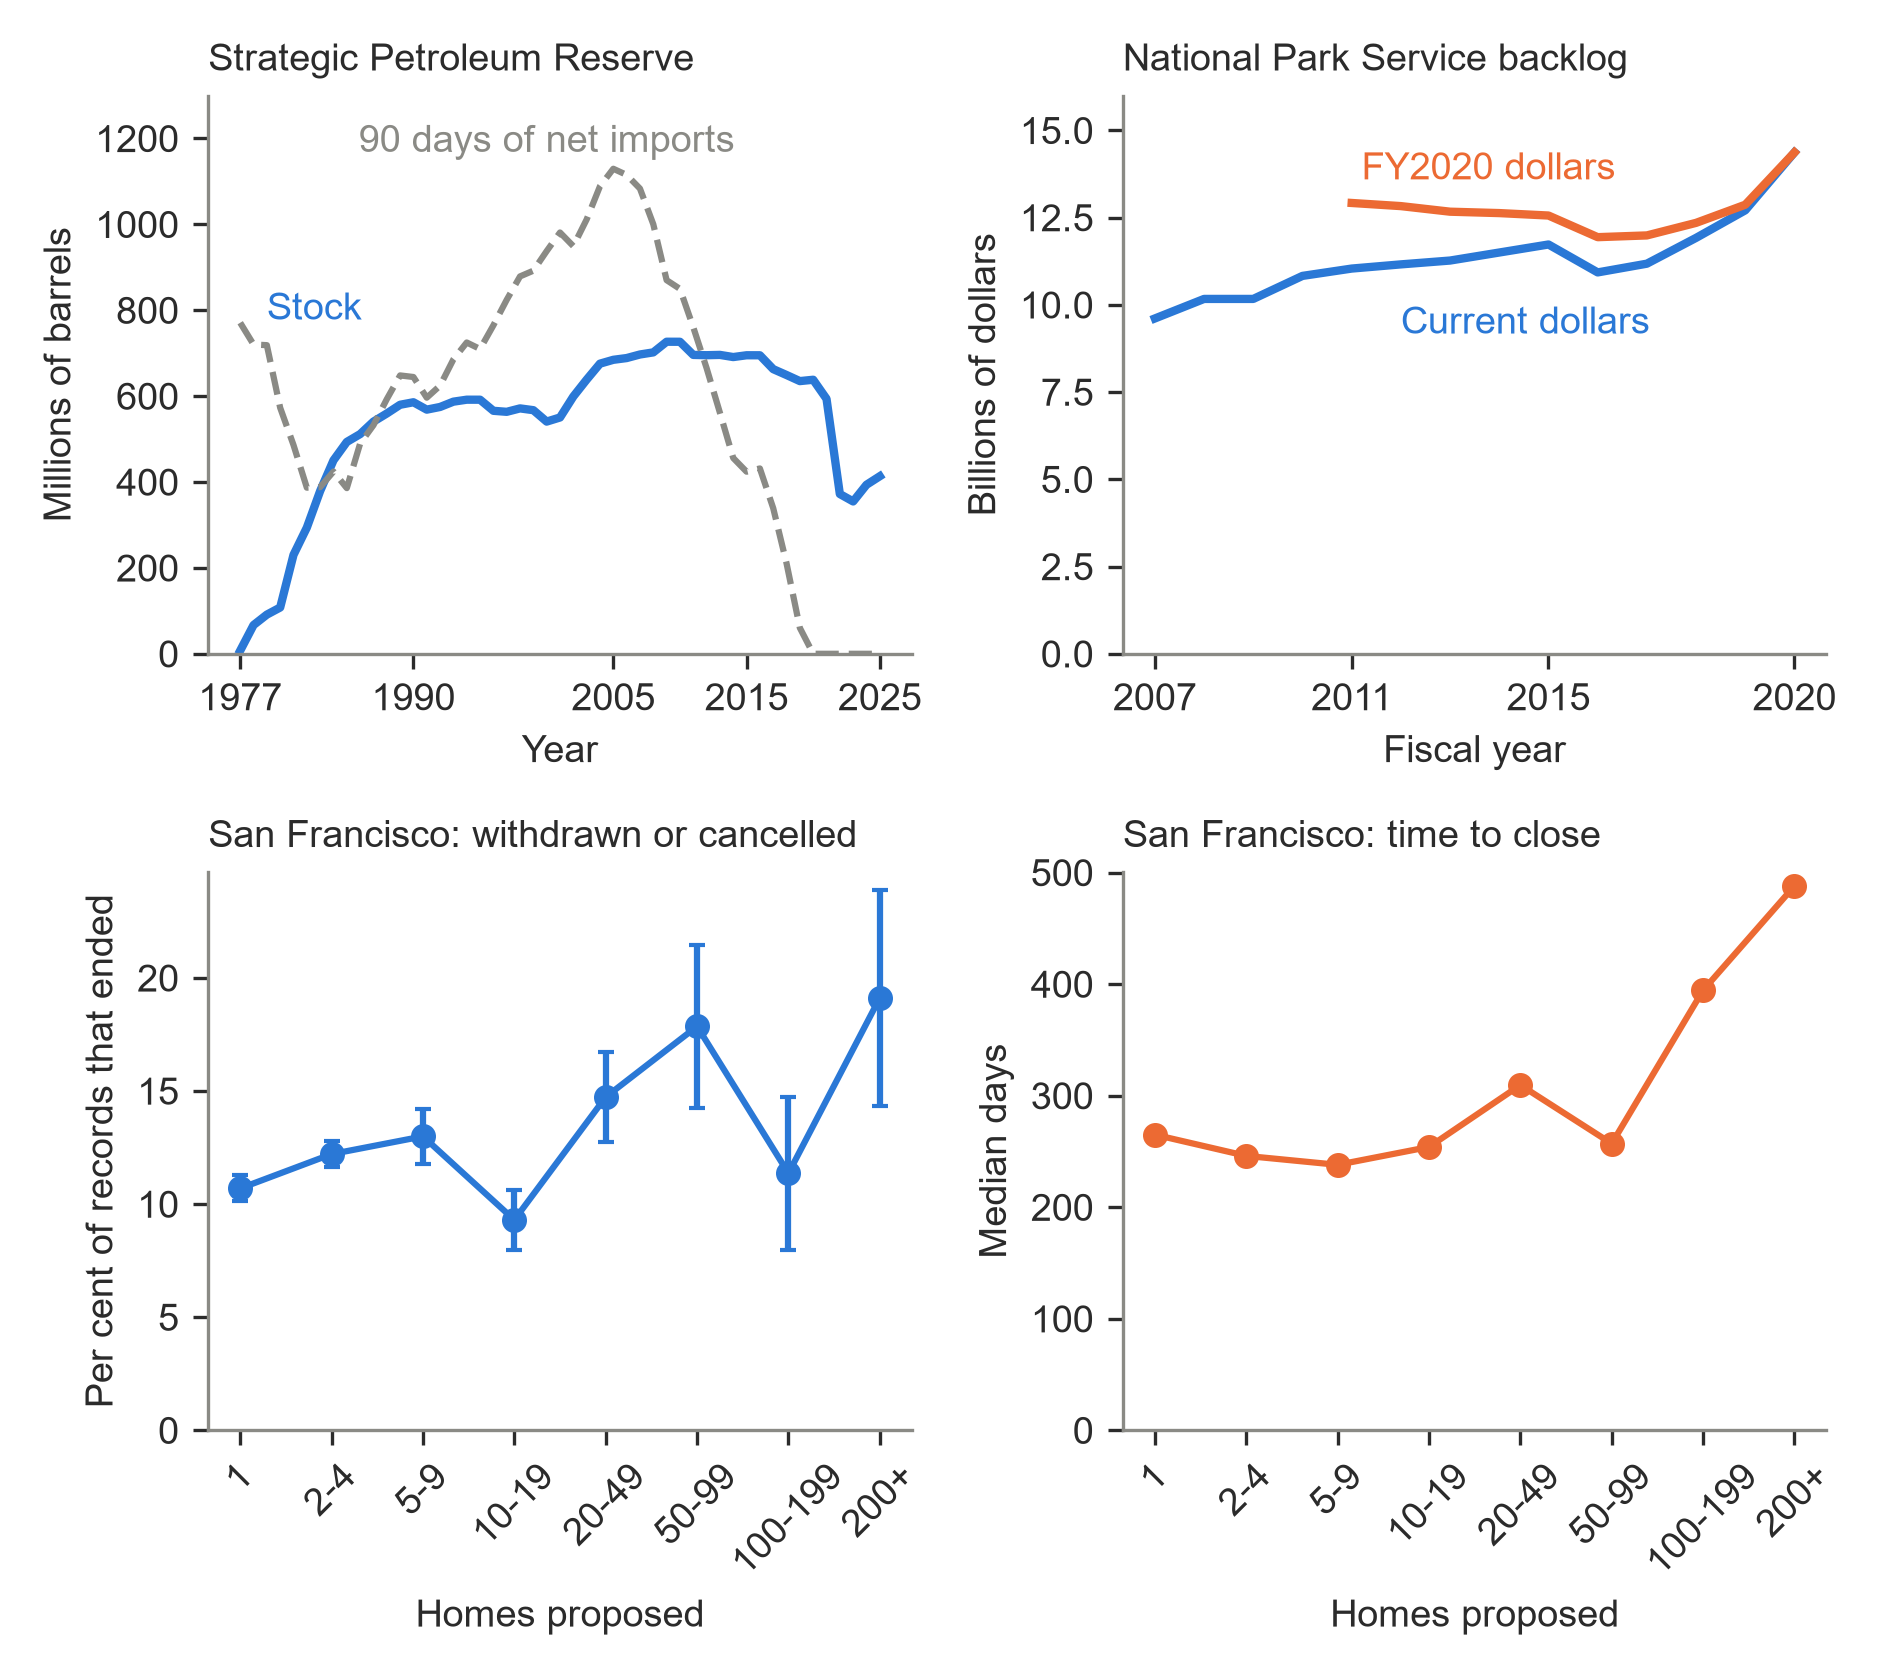 Strategic Petroleum Reserve
Millions of barrels
1200
1000
800
600
400
200
0
90 days of net imports
Stock
1977 1990 2005 2015 2025
Year
National Park Service backlog
Billions of dollars
15.0
12.5
10.0
7.5
5.0
2.5
0.0
FY2020 dollars
Current dollars
2007 2011 2015 2020
Fiscal year
San Francisco: withdrawn or cancelled
Per cent of records that ended
20
15
10
5
0
1 2-4 5-9 10-19 20-49 50-99 100-199 200+
Homes proposed
San Francisco: time to close
Median days
500
400
300
200
100
0
1 2-4 5-9 10-19 20-49 50-99 100-199 200+
Homes proposed